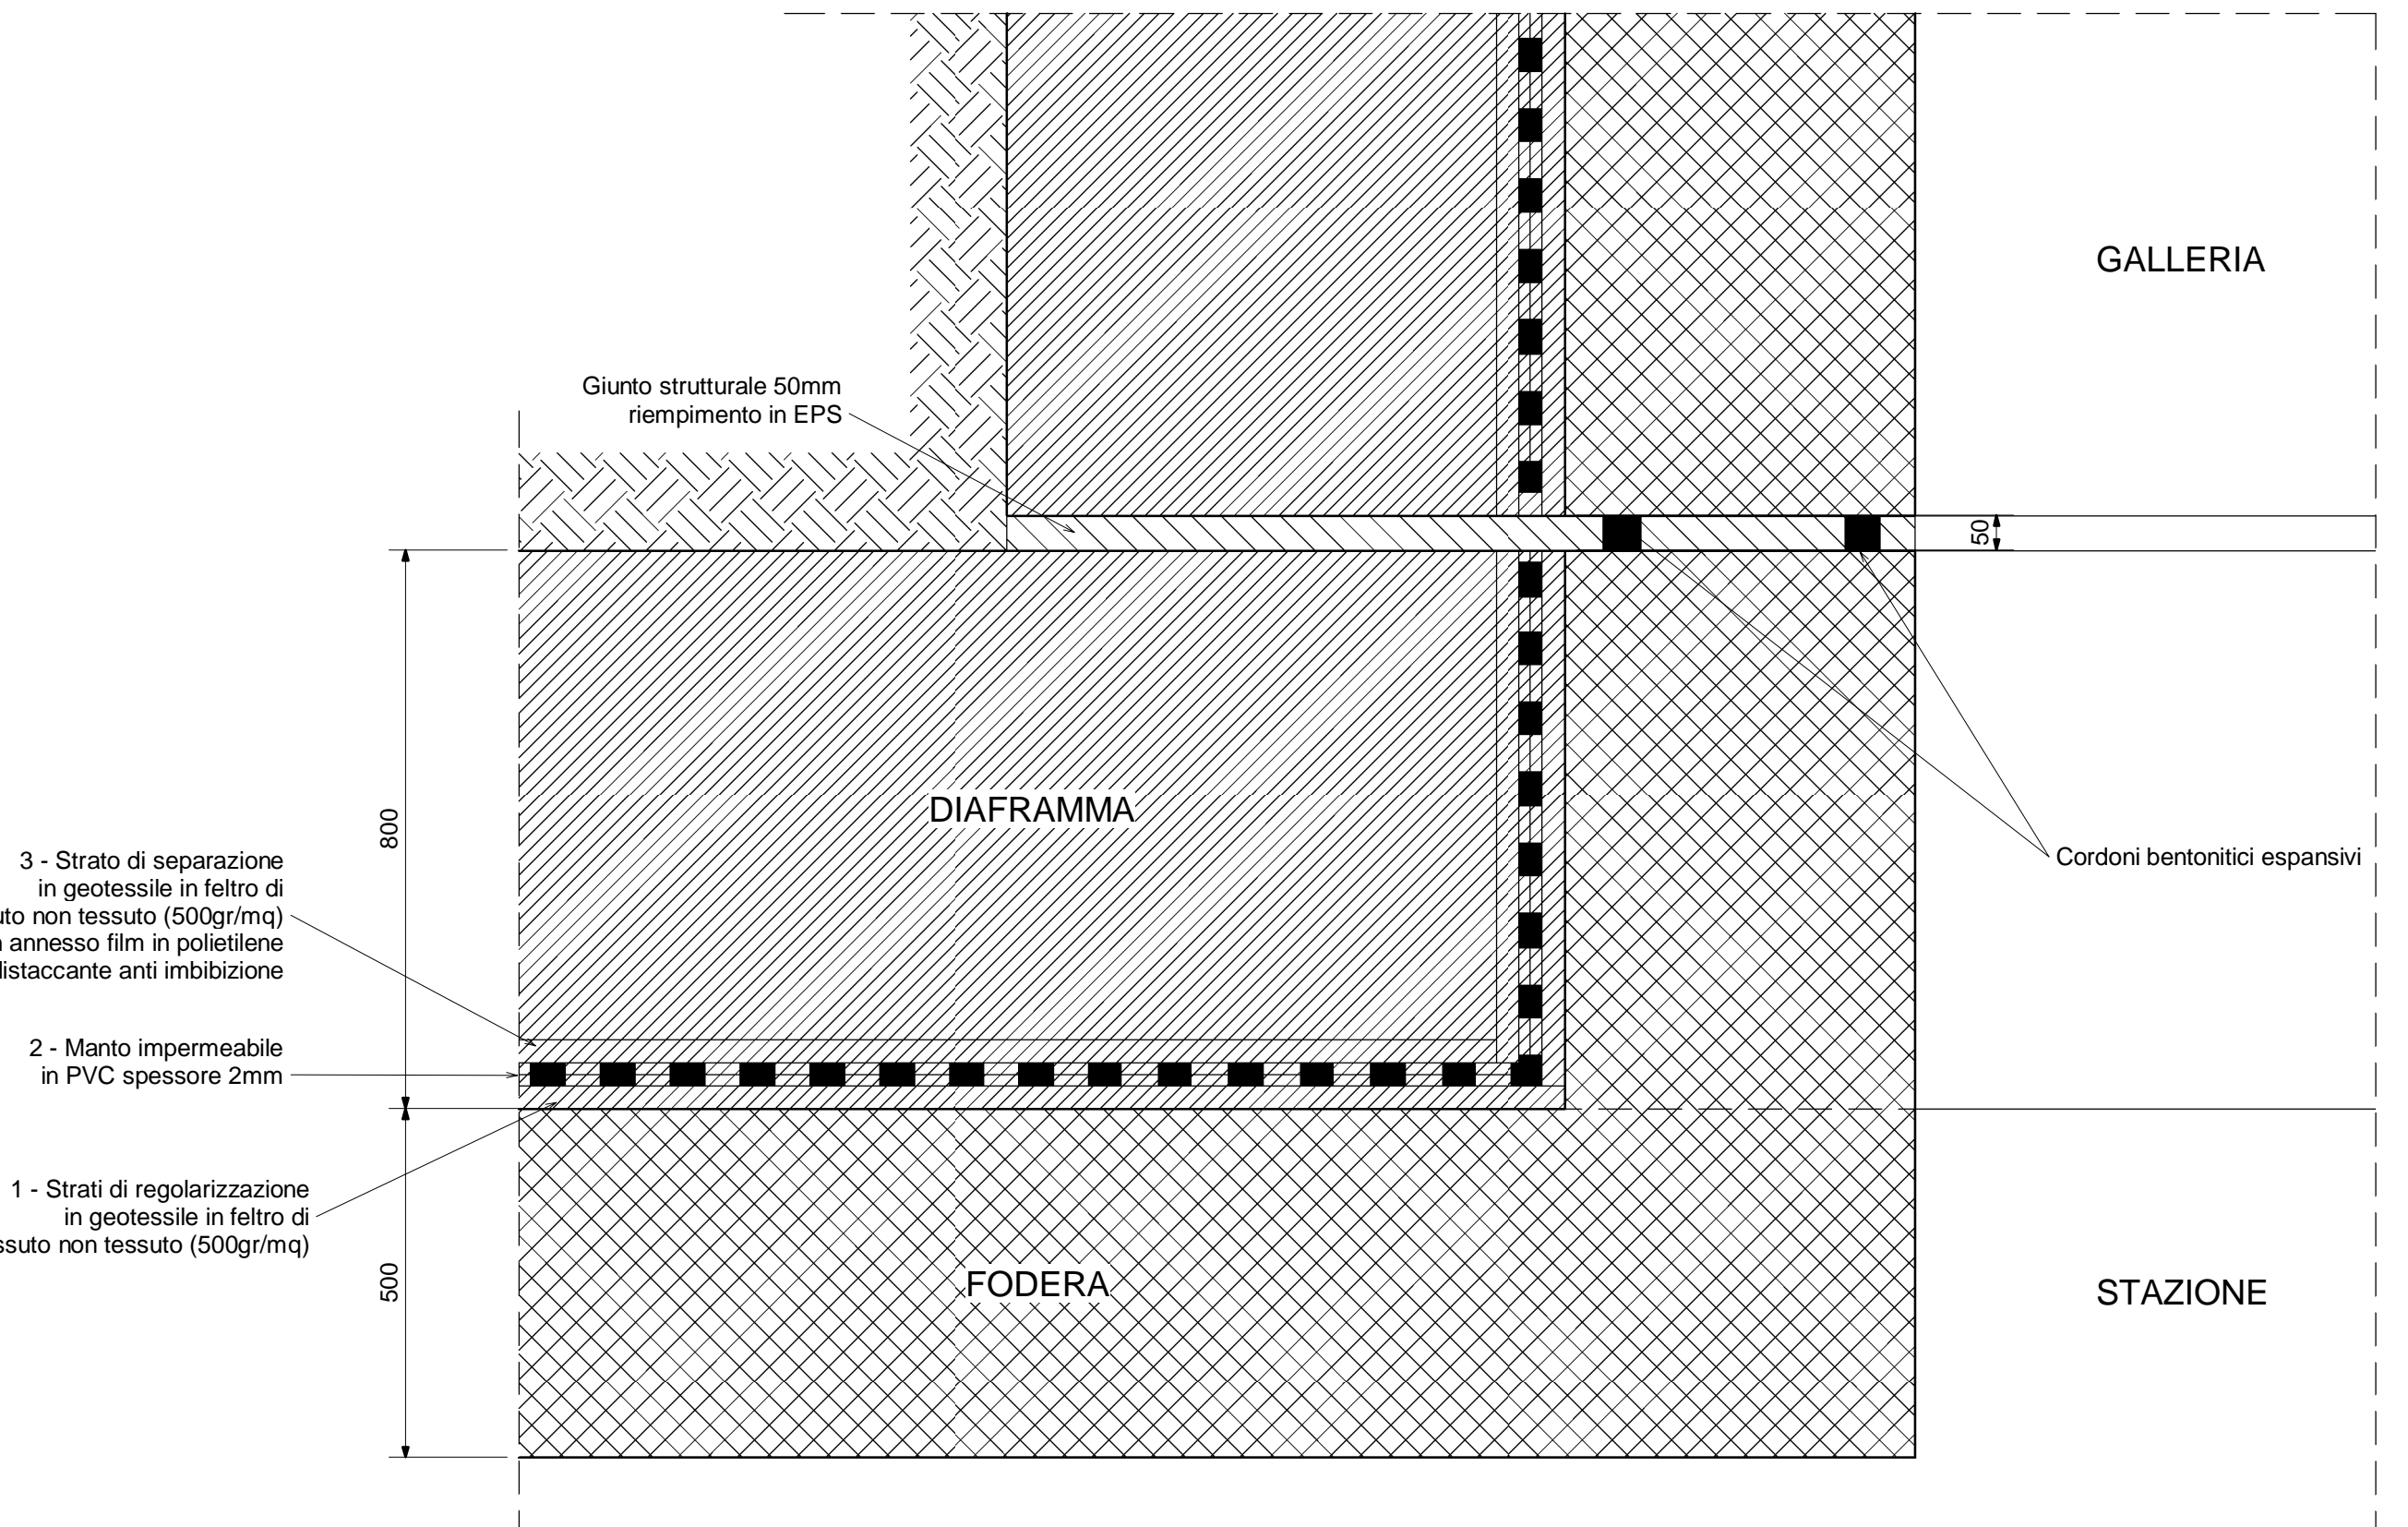 GALLERIA
Giunto strutturale 50mm
riempimento in EPS
50
DIAFRAMMA
800
3 - Strato di separazione
in geotessile in feltro di
non tessuto (500gr/mq)
annesso film in polietilene
anti imbibizione
Cordoni bentonitici espansivi
2 - Manto impermeabile
in PVC spessore 2mm
1 - Strati di regolarizzazione
in geotessile in feltro di
non tessuto (500gr/mq)
500
FODERA
STAZIONE